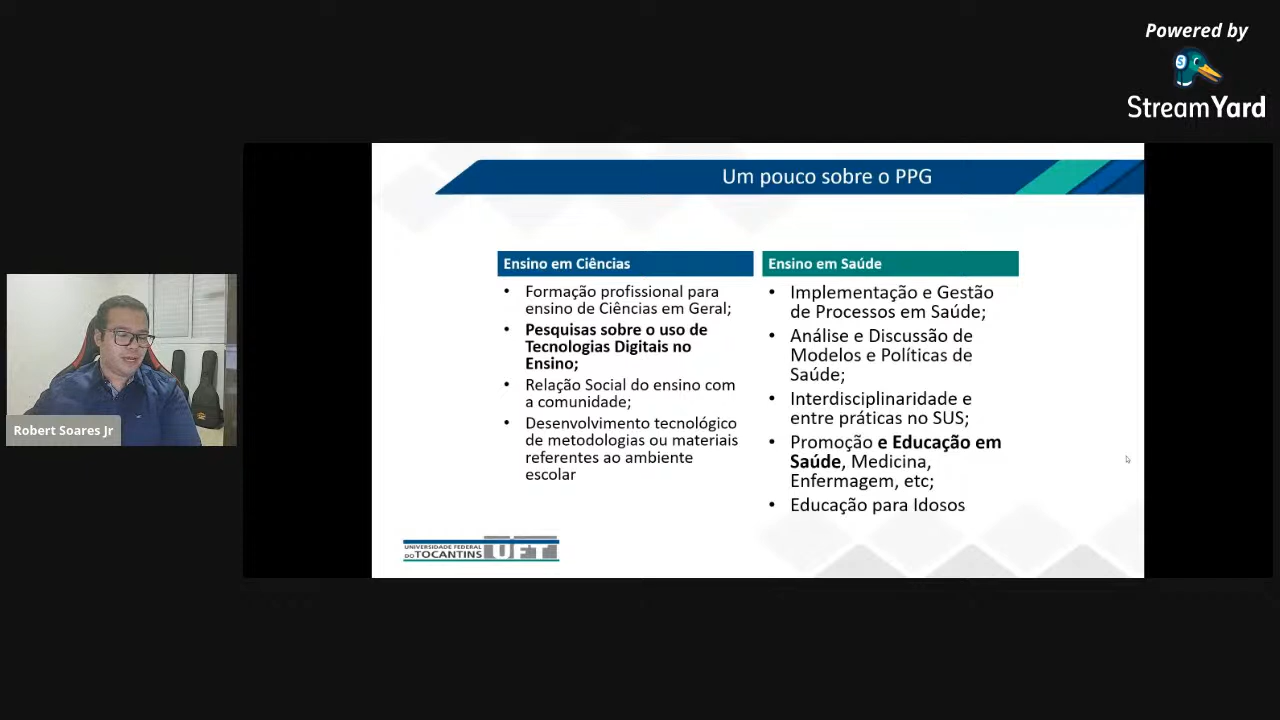 Powered by
StreamYard
Um pouco sobre o PPG
Ensino em Ciências
• Formação profissional para
ensino de Ciências em Geral;
• Pesquisas sobre o uso de
Tecnologias Digitais no
Ensino;
• Relação Social do ensino com
a comunidade;
• Desenvolvimento tecnológico
de metodologias ou materiais
referentes ao ambiente
escolar
Ensino em Saúde
• Implementação e Gestão
de Processos em Saúde;
• Análise e Discussão de
Modelos e Políticas de
Saúde;
• Interdisciplinaridade e
entre práticas no SUS;
• Promoção e Educação em
Saúde, Medicina,
Enfermagem, etc;
• Educação para Idosos
Robert Soares Jr
UNIVERSIDADE FEDERAL
DO TOCANTINS
UFT